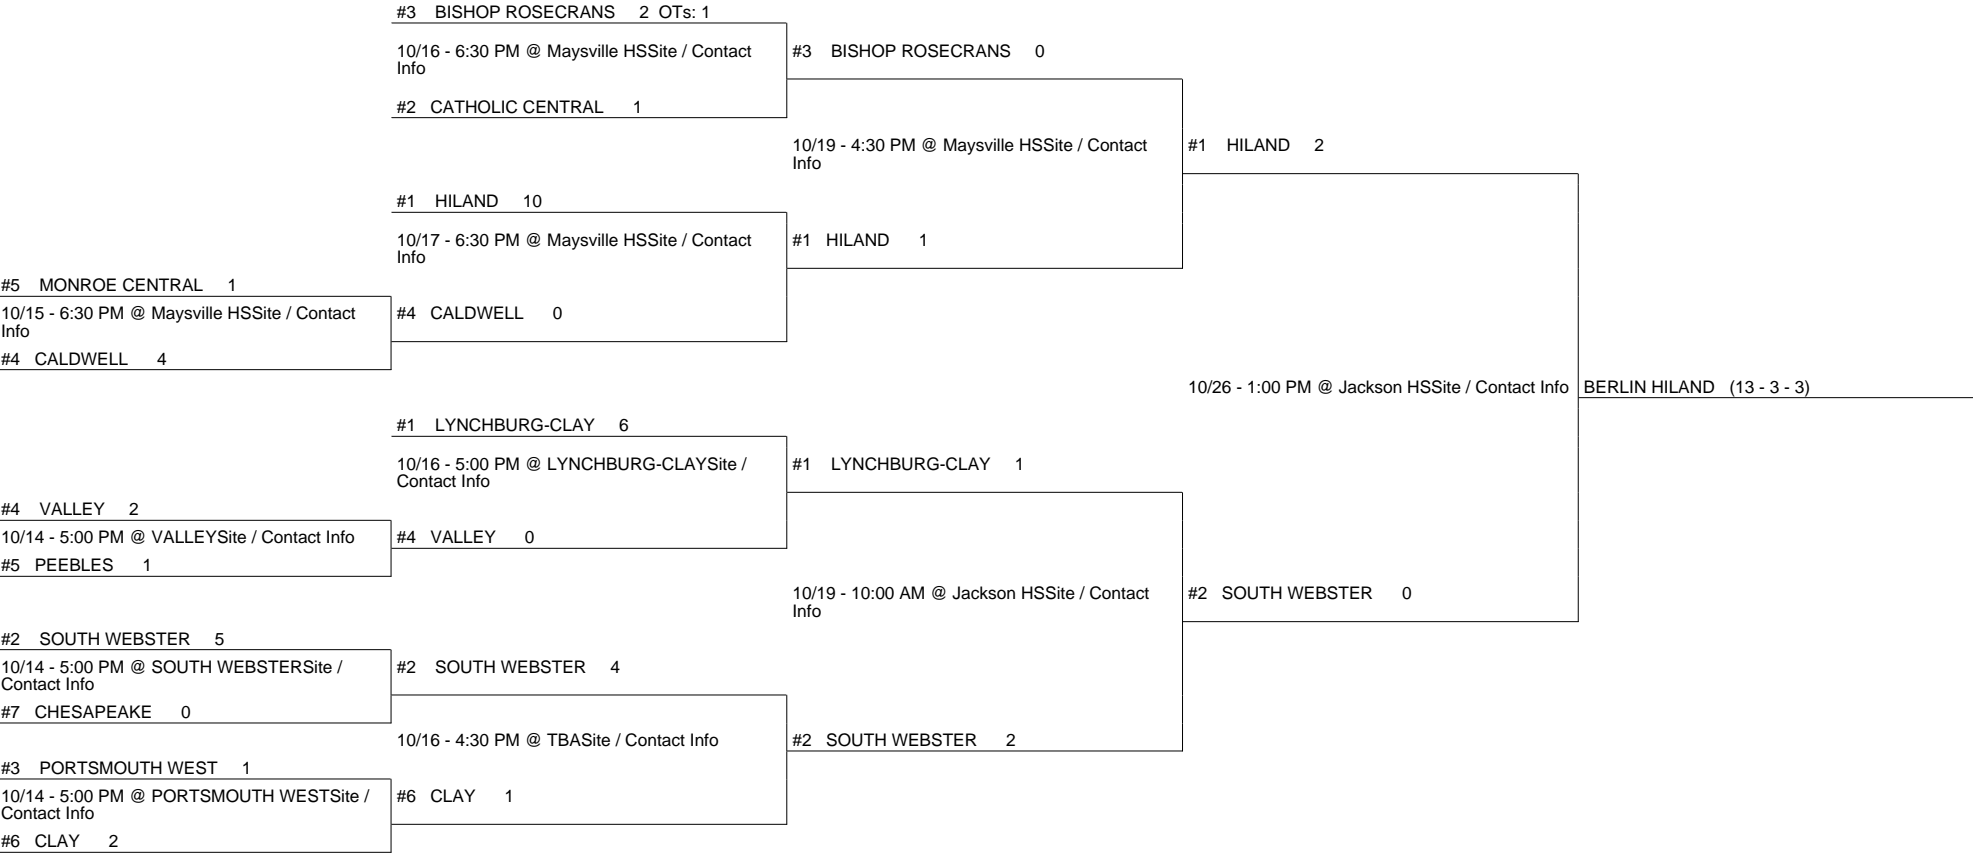 #3 BISHOP ROSECRANS 2 OTs: 1
10/16 - 6:30 PM @ Maysville HSSite / Contact
Info
#2 CATHOLIC CENTRAL 1
#3 BISHOP ROSECRANS 0
10/19 - 4:30 PM @ Maysville HSSite / Contact
Info
#1 HILAND 2
#1 HILAND 10
10/17 - 6:30 PM @ Maysville HSSite / Contact
Info
#1 HILAND 1
#5 MONROE CENTRAL 1
10/15 - 6:30 PM @ Maysville HSSite / Contact
Info
#4 CALDWELL 4
#4 CALDWELL 0
10/26 - 1:00 PM @ Jackson HSSite / Contact Info
BERLIN HILAND (13 - 3 - 3)
#1 LYNCHBURG-CLAY 6
10/16 - 5:00 PM @ LYNCHBURG-CLAYSite /
Contact Info
#1 LYNCHBURG-CLAY 1
#4 VALLEY 2
10/14 - 5:00 PM @ VALLEYSite / Contact Info
#5 PEEBLES 1
#4 VALLEY 0
10/19 - 10:00 AM @ Jackson HSSite / Contact
Info
#2 SOUTH WEBSTER 0
#2 SOUTH WEBSTER 5
10/14 - 5:00 PM @ SOUTH WEBSTERSite /
Contact Info
#7 CHESAPEAKE 0
#2 SOUTH WEBSTER 4
10/16 - 4:30 PM @ TBASite / Contact Info
#2 SOUTH WEBSTER 2
#3 PORTSMOUTH WEST 1
10/14 - 5:00 PM @ PORTSMOUTH WESTSite /
Contact Info
#6 CLAY 2
#6 CLAY 1